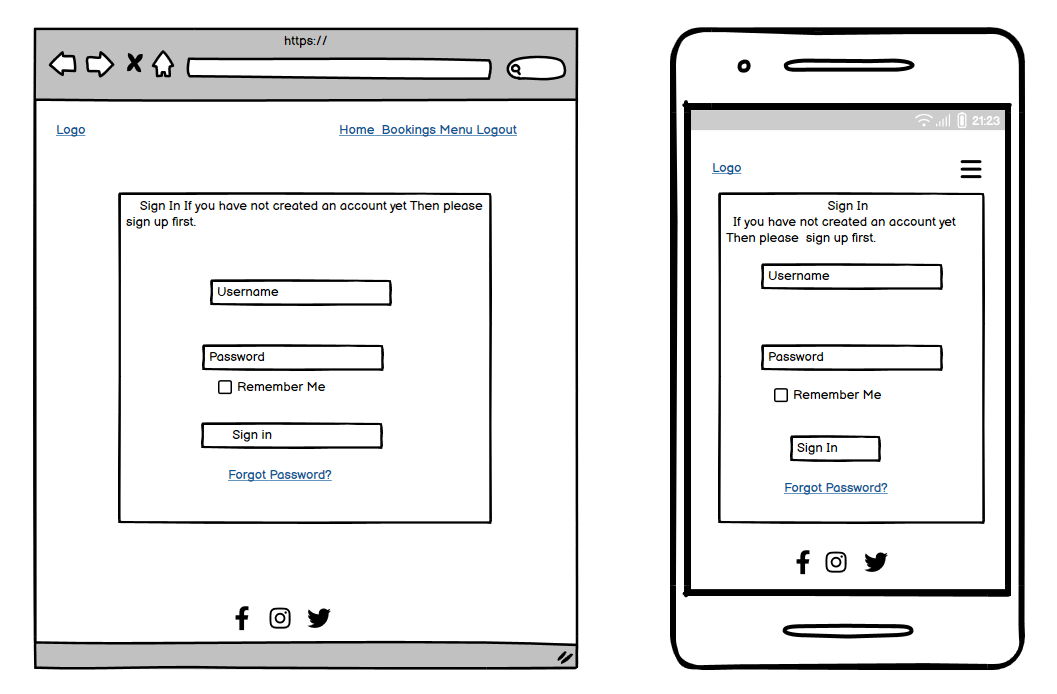 https://
Logo
Home Bookings Menu Logout
Sign In If you have not created an account yet Then please
sign up first.
Username
Password
Remember Me
Sign in
Forgot Password?
21:23
Logo
Sign In
If you have not created an account yet
Then please sign up first.
Username
Password
Remember Me
Sign In
Forgot Password?